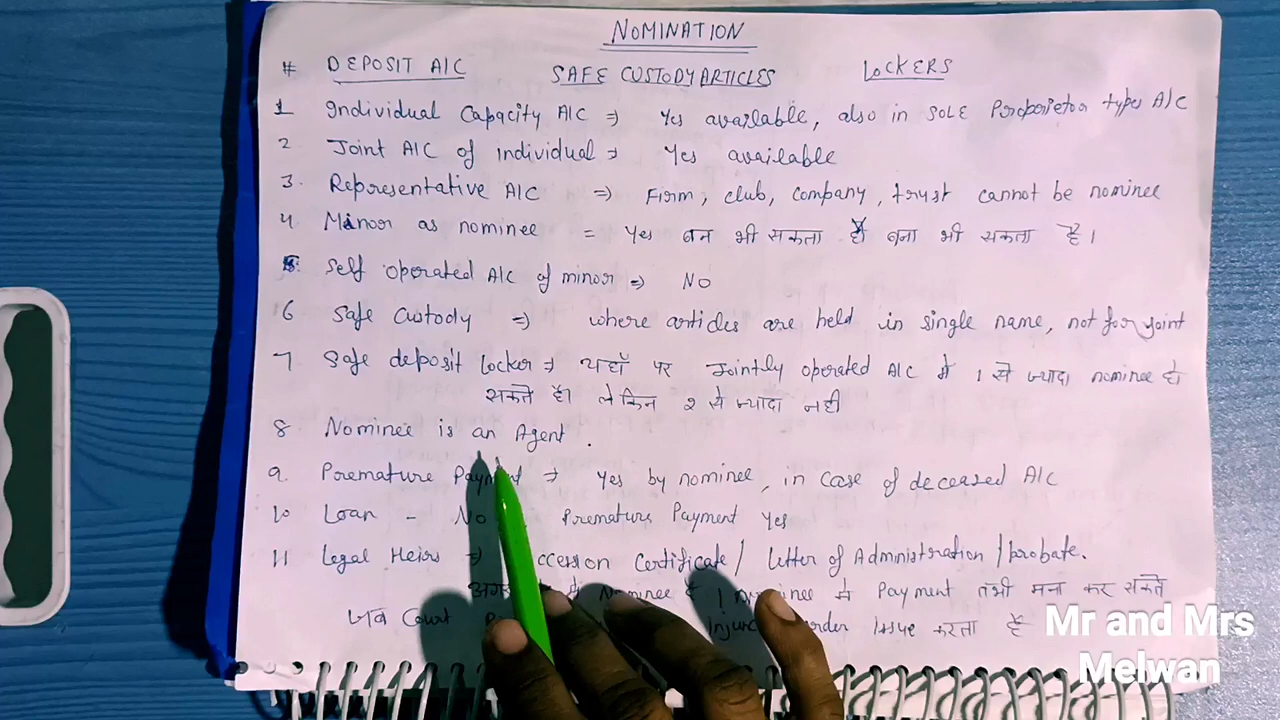 NOMINATION
# DEPOSIT A/C SAFE CUSTODY ARTICLES LOCKERS
1 Individual Capacity A/C ⇒ Yes available, also in SOLE Proporietor types A/C
2 Joint A/C of individual ⇒ Yes available
3. Representative A/C ⇒ Firm, club, company, trust cannot be nominee
4 Minor as nominee = Yes बन भी सकता है बना भी सकता है।
5 Self operated A/C of minor ⇒ NO
6 Safe Custody ⇒ where articles are held in single name, not for joint
7 Safe deposit locker ⇒ यहाँ पर Jointly operated A/C में 1 से ज्यादा nominee हो
सकते हैं। लेकिन 2 से ज्यादा नही
8 Nominee is an Agent.
9. Premature Payment ⇒ Yes by nominee, in case of deceased A/C
10 Loan - No Premature Payment Yes
11 Legal Heirs ⇒ ccession Certificate / Letter of Administration / probate.
Nominee Payment तभी मना कर सकते
जब Court order issue करता है
Mr and Mrs
Melwan